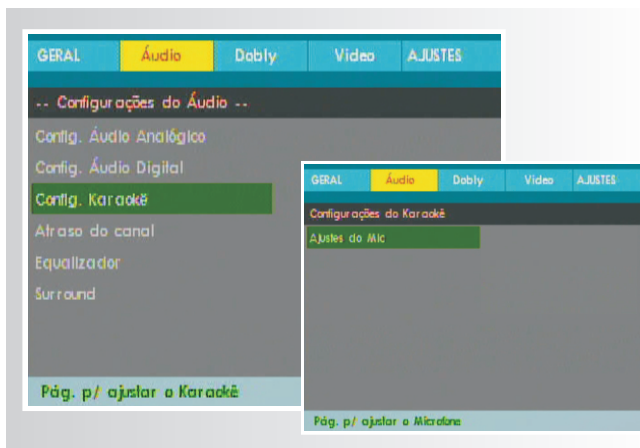 GERAL Áudio Dobly Video AJUSTES
-- Configurações do Áudio --
Config. Áudio Analógico
Config. Áudio Digital
Config. Karaokê
Atraso do canal
Equalizador
Surround
Pág. p/ ajustar o Karaokê
GERAL Áudio Dobly Video AJUSTES
Configurações do Karaokê
Ajustes do Mic
Pág. p/ ajustar o Microfone